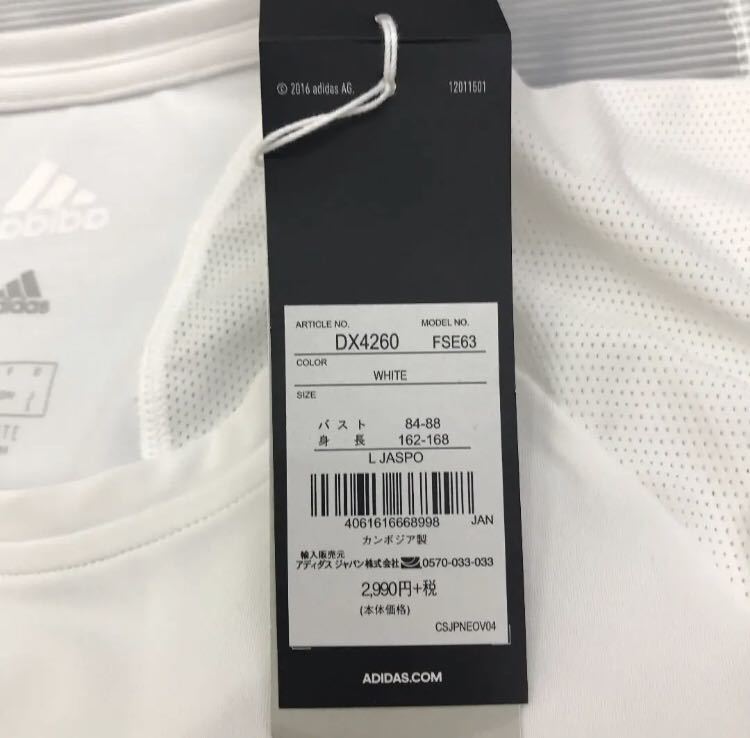 © 2016 adidas AG.
12011501
ARTICLE NO.
MODEL NO.
DX4260
FSE63
COLOR
WHITE
SIZE
バスト 84-88
身長 162-168
L JASPO
4061616668998 JAN
カンボジア製
輸入販売元
アディダス ジャパン株式会社 0570-033-033
2,990円+税
(本体価格)
CSJPNEOV04
ADIDAS.COM
adidas